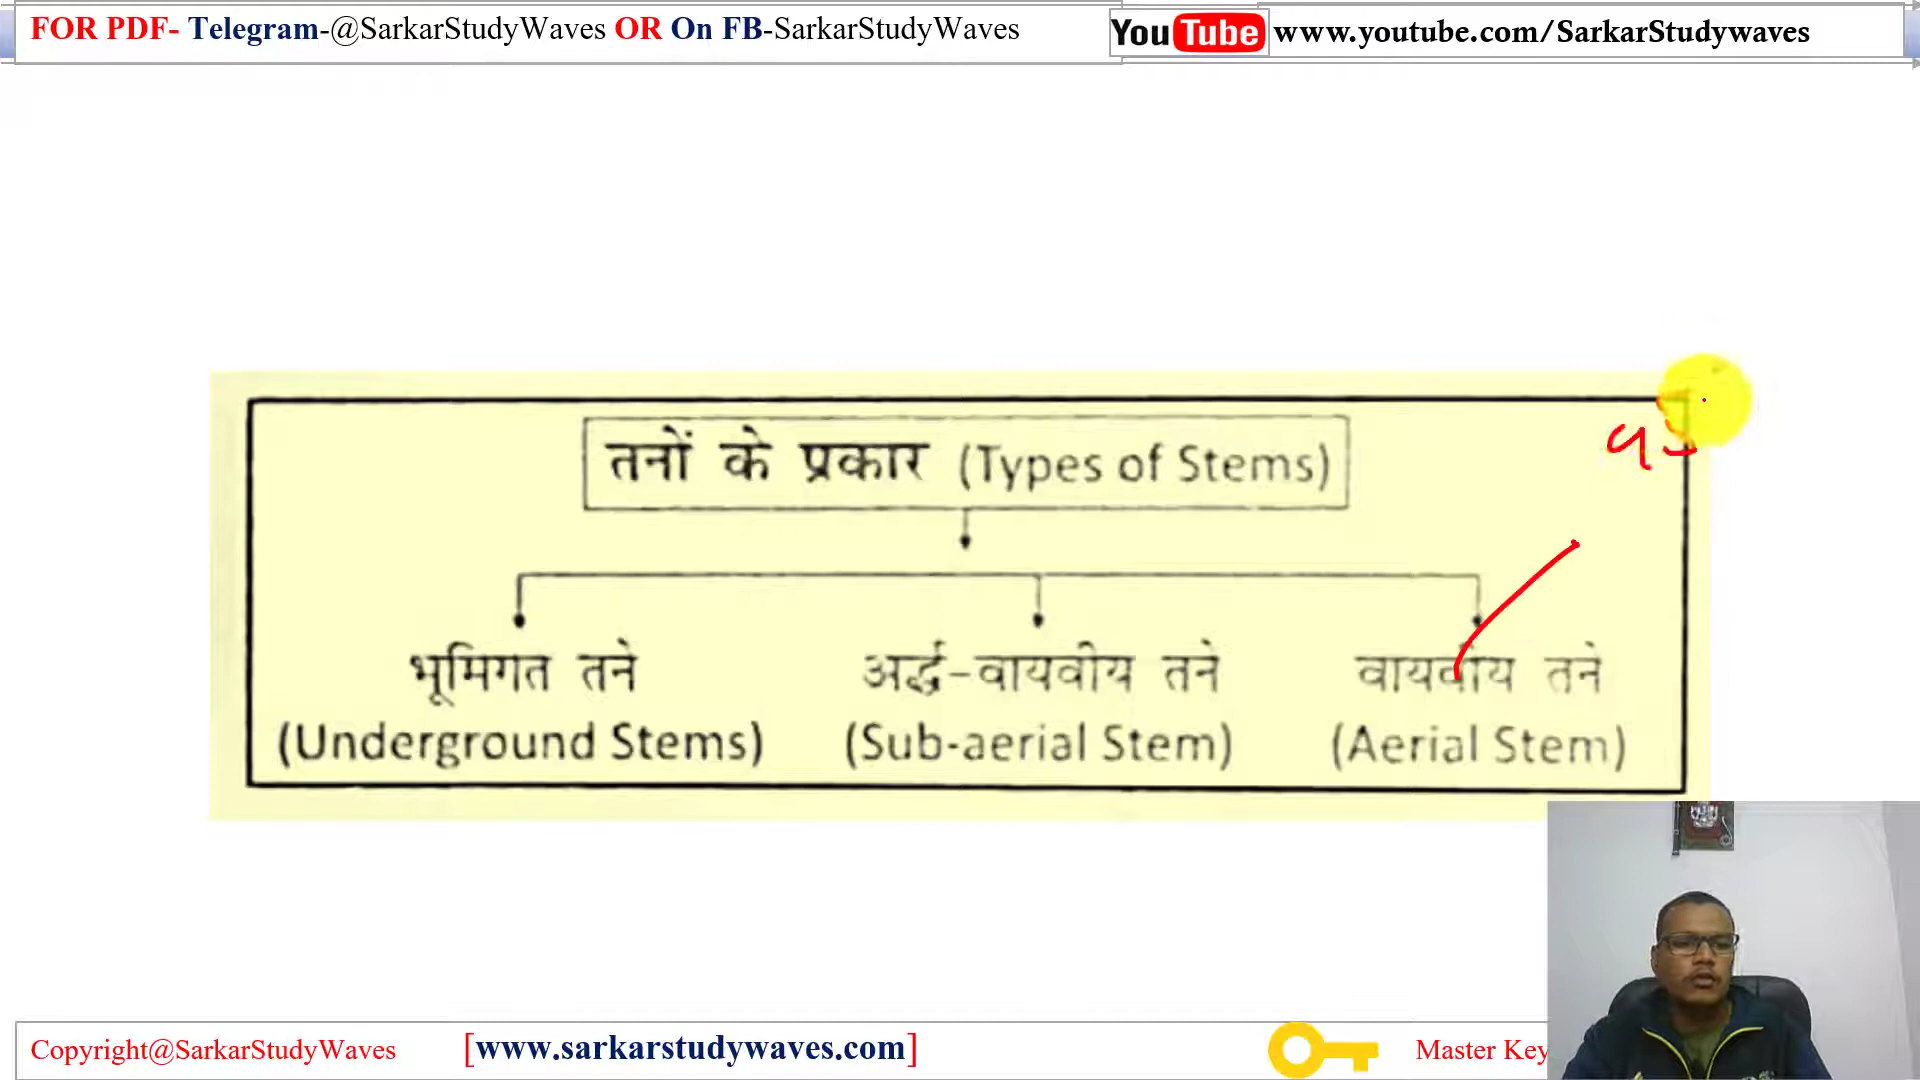 FOR PDF- Telegram-@SarkarStudyWaves OR On FB-SarkarStudyWaves
YouTube www.youtube.com/SarkarStudywaves
तनों के प्रकार (Types of Stems)
भूमिगत तने अर्द्ध-वायवीय तने वायवीय तने
(Underground Stems) (Sub-aerial Stem) (Aerial Stem)
Copyright@SarkarStudyWaves [www.sarkarstudywaves.com] Master Key